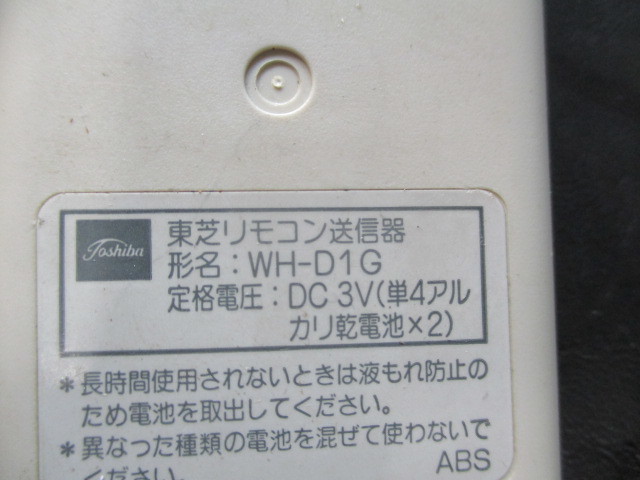 Toshiba
東芝リモコン送信器
形名：WH-D1G
定格電圧：DC 3V(単4アル
カリ乾電池×2)
＊長時間使用されないときは液もれ防止の
ため電池を取出してください。
＊異なった種類の電池を混ぜて使わないで
ください。
ABS